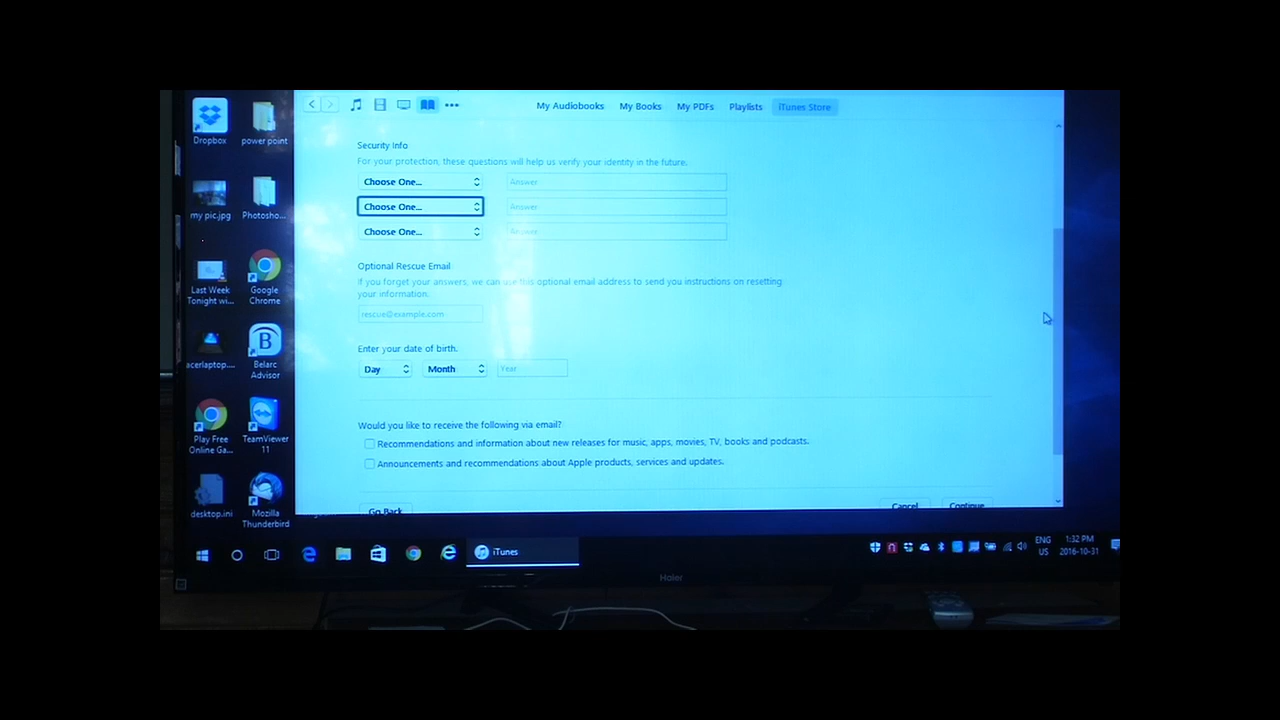 My Audiobooks My Books My PDFs Playlists iTunes Store
Dropbox
power point
Security Info
For your protection, these questions will help us verify your identity in the future.
Choose One... Answer
Choose One... Answer
Choose One... Answer
my pic.jpg
Photosho...
Optional Rescue Email
If you forget your answers, we can use this optional email address to send you instructions on resetting
your information.
rescue@example.com
Last Week
Tonight wi...
Google
Chrome
Enter your date of birth.
Day Month Year
acerlaptop....
Belarc
Advisor
Would you like to receive the following via email?
Recommendations and information about new releases for music, apps, movies, TV, books and podcasts.
Announcements and recommendations about Apple products, services and updates.
Play Free
Online Ga...
TeamViewer
11
Go Back Cancel Continue
desktop.ini
Mozilla
Thunderbird
iTunes
ENG
US
1:32 PM
2016-10-31
Haier